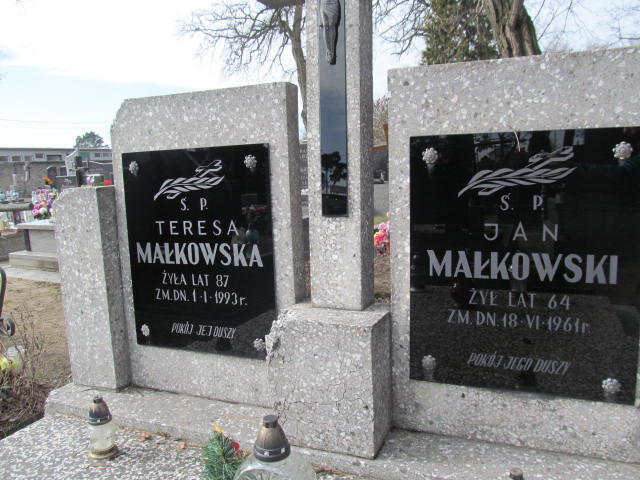 S. P.
TERESA
MAŁKOWSKA
ŻYŁA LAT 87
ZM. DN. 1-I-1993r.
POKÓJ JEJ DUSZY
S. P.
JAN
MAŁKOWSKI
ŻYŁ LAT 64
ZM. DN. 18-VI-1961r.
POKÓJ JEGO DUSZY